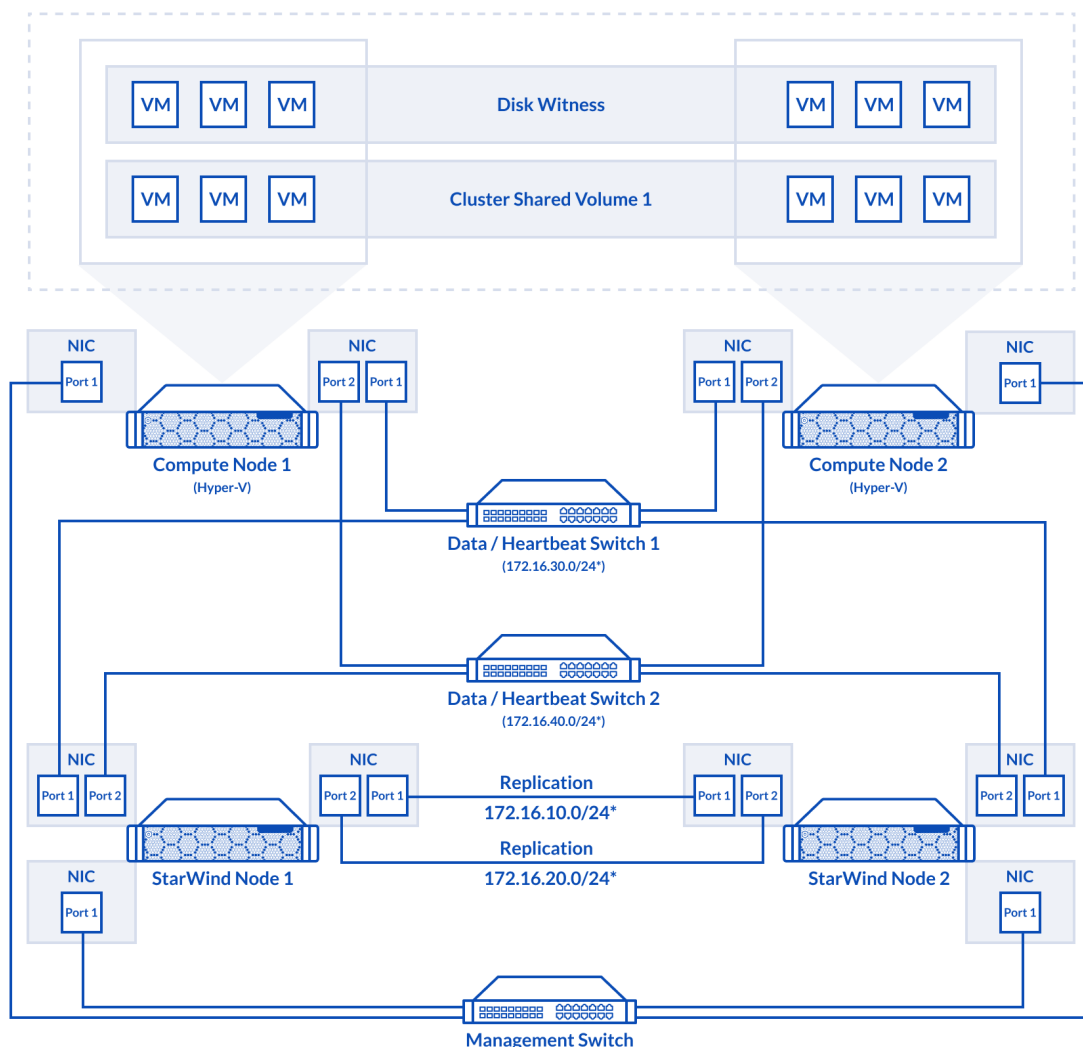 VM VM VM Disk Witness VM VM VM
VM VM VM Cluster Shared Volume 1 VM VM VM
NIC NIC NIC NIC
Port 1 Port 2 Port 1 Port 1 Port 2 Port 1
Compute Node 1 Compute Node 2
(Hyper-V) (Hyper-V)
Data / Heartbeat Switch 1
(172.16.30.0/24*)
Data / Heartbeat Switch 2
(172.16.40.0/24*)
NIC NIC NIC NIC
Port 1 Port 2 Port 2 Port 1 Replication Port 1 Port 2 Port 2 Port 1
172.16.10.0/24*
Replication
StarWind Node 1 172.16.20.0/24* StarWind Node 2
NIC NIC
Port 1 Port 1
Management Switch